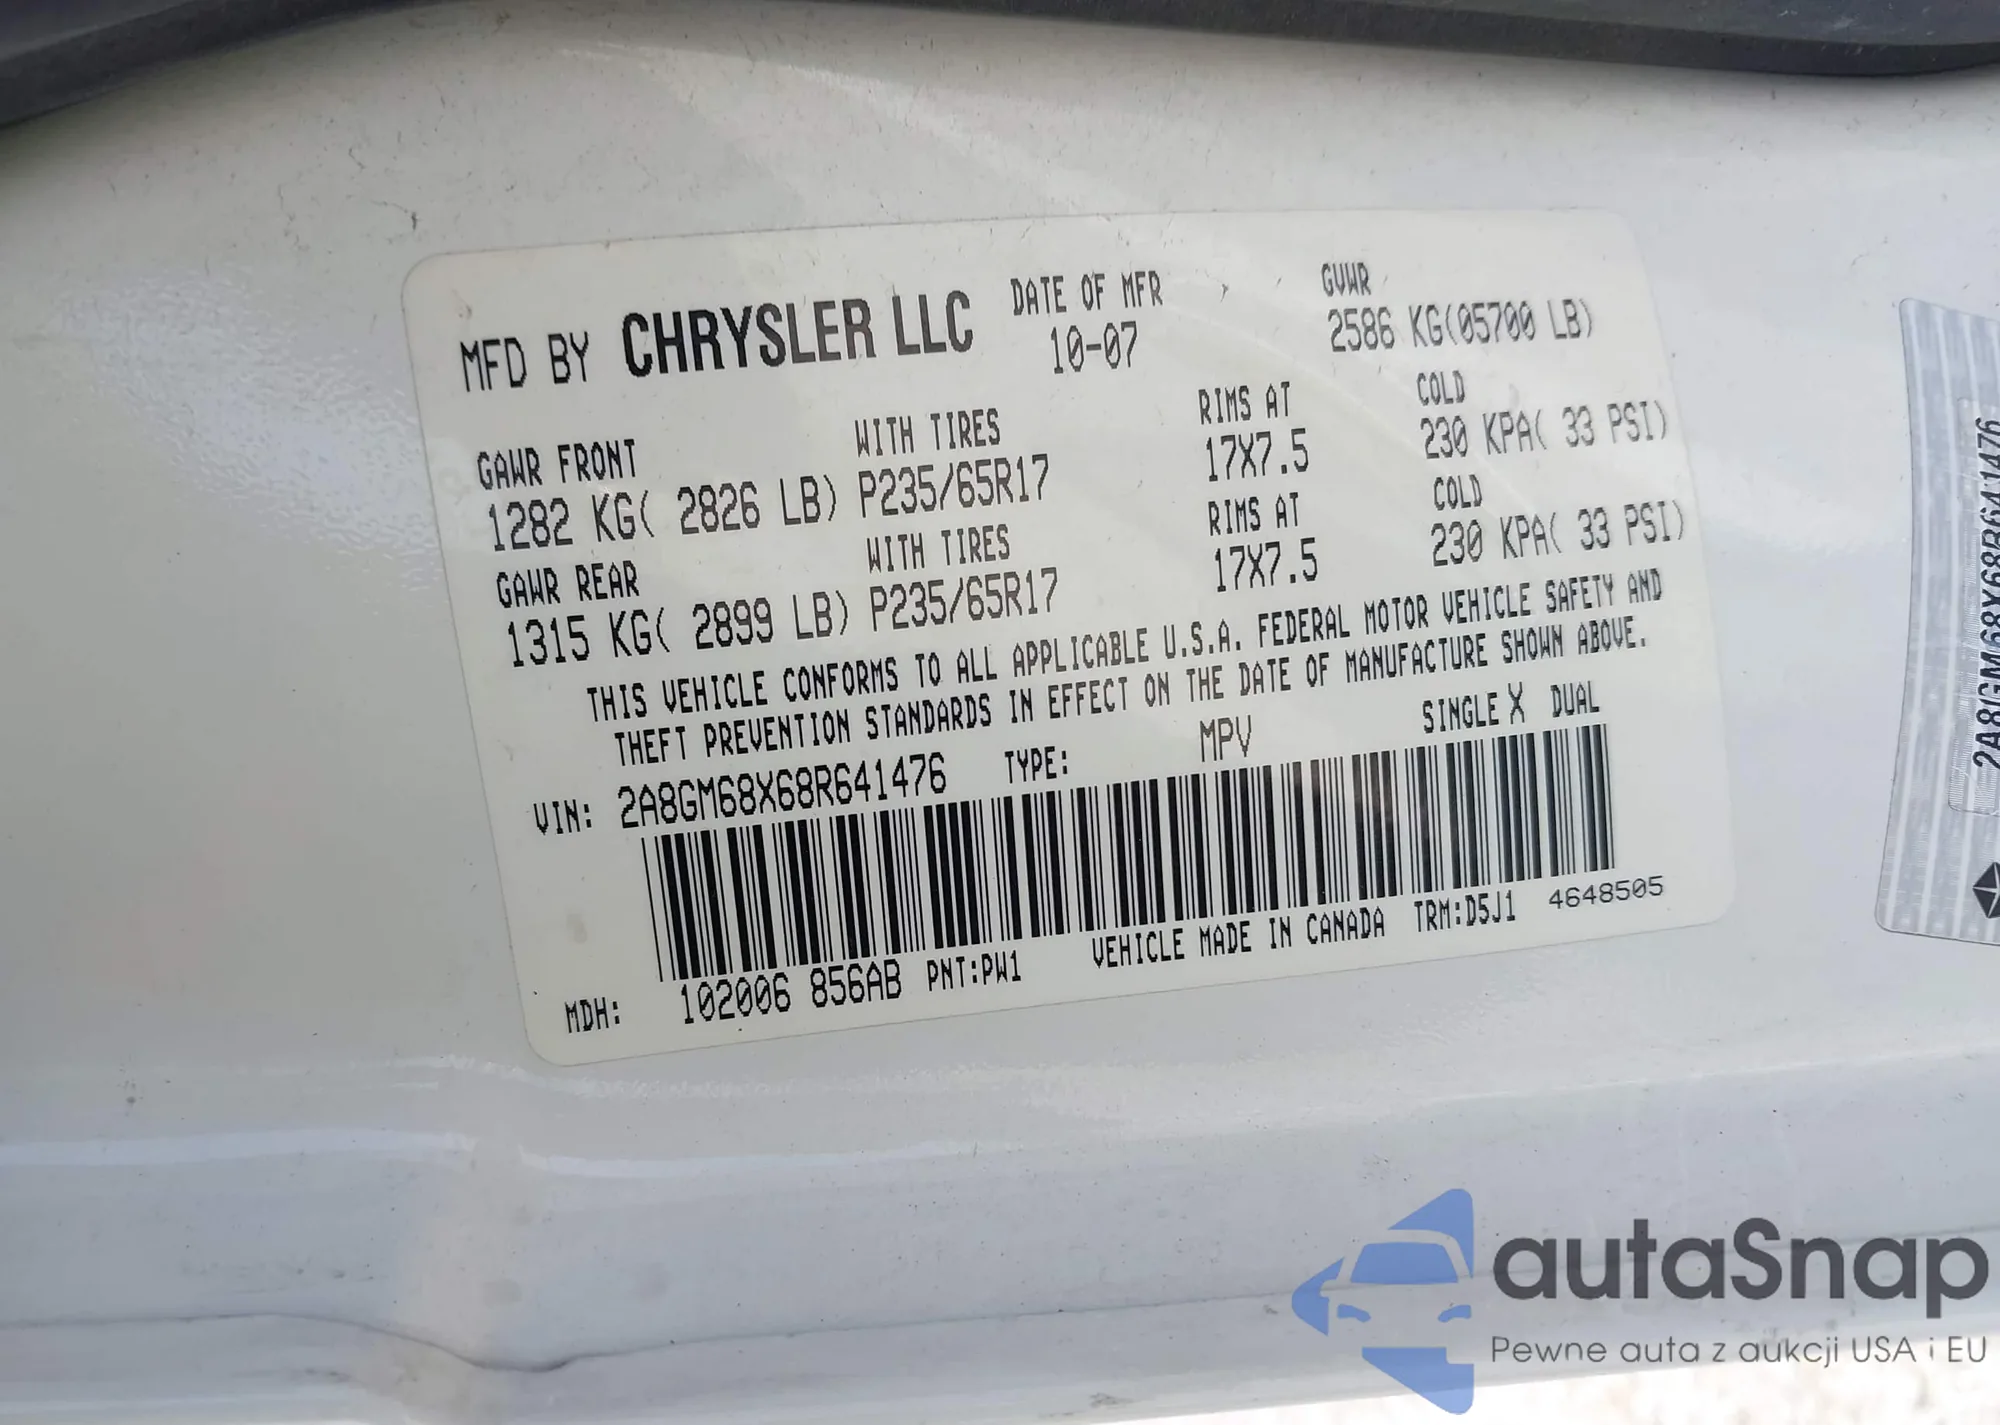 MFD BY CHRYSLER LLC DATE OF MFR 10-07 GVWR 2586 KG(05700 LB)
GAWR FRONT WITH TIRES RIMS AT COLD
1282 KG( 2826 LB) P235/65R17 17X7.5 230 KPA( 33 PSI)
GAWR REAR WITH TIRES RIMS AT COLD
1315 KG( 2899 LB) P235/65R17 17X7.5 230 KPA( 33 PSI)
THIS VEHICLE CONFORMS TO ALL APPLICABLE U.S.A. FEDERAL MOTOR VEHICLE SAFETY AND
THEFT PREVENTION STANDARDS IN EFFECT ON THE DATE OF MANUFACTURE SHOWN ABOVE.
VIN: 2A8GM68X68R641476 TYPE: MPV SINGLE X DUAL
MDH: 102006 856AB PNT:PW1 VEHICLE MADE IN CANADA TRM:D5J1 4648505
2A8GM68X68R641476
autaSnap
Pewne auta z aukcji USA i EU